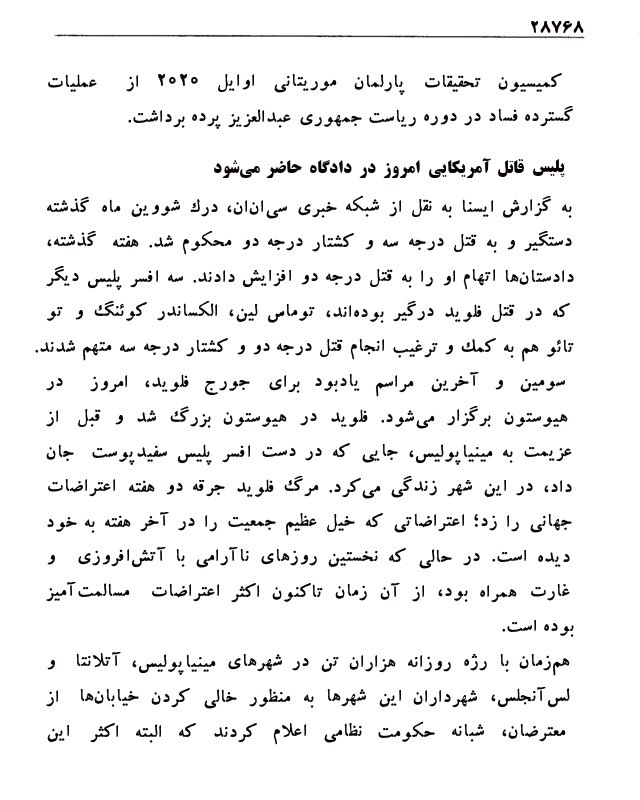 ۲۸۷۶۸
کمیسیون تحقیقات پارلمان موریتانی اوایل ۲۰۲۰ از عملیات
گسترده فساد در دوره ریاست جمهوری عبدالعزیز پرده برداشت.
پلیس قاتل آمریکایی امروز در دادگاه حاضر می‌شود
به گزارش ایسنا به نقل از شبکه خبری سی‌ان‌ان، درك شووین ماه گذشته
دستگیر و به قتل درجه سه و کشتار درجه دو محکوم شد. هفته گذشته،
دادستان‌ها اتهام او را به قتل درجه دو افزایش دادند. سه افسر پلیس دیگر
که در قتل فلوید درگیر بوده‌اند، توماس لین، الکساندر کوئنگ و تو
تائو هم به کمك و ترغیب انجام قتل درجه دو و کشتار درجه سه متهم شدند.
سومین و آخرین مراسم یادبود برای جورج فلوید، امروز در
هیوستون برگزار می‌شود. فلوید در هیوستون بزرگ شد و قبل از
عزیمت به مینیاپولیس، جایی که در دست افسر پلیس سفیدپوست جان
داد، در این شهر زندگی می‌کرد. مرگ فلوید جرقه دو هفته اعتراضات
جهانی را زد؛ اعتراضاتی که خیل عظیم جمعیت را در آخر هفته به خود
دیده است. در حالی که نخستین روزهای ناآرامی با آتش‌افروزی و
غارت همراه بود، از آن زمان تاکنون اکثر اعتراضات مسالمت‌آمیز
بوده است.
هم‌زمان با رژه روزانه هزاران تن در شهرهای مینیاپولیس، آتلانتا و
لس‌آنجلس، شهرداران این شهرها به منظور خالی کردن خیابان‌ها از
معترضان، شبانه حکومت نظامی اعلام کردند که البته اکثر این